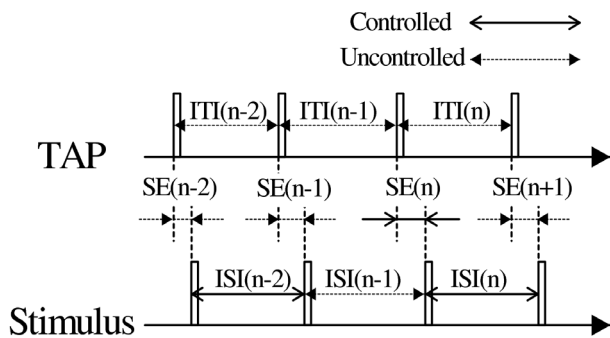 Controlled
Uncontrolled
ITI(n-2) ITI(n-1) ITI(n)
TAP
SE(n-2) SE(n-1) SE(n) SE(n+1)
ISI(n-2) ISI(n-1) ISI(n)
Stimulus